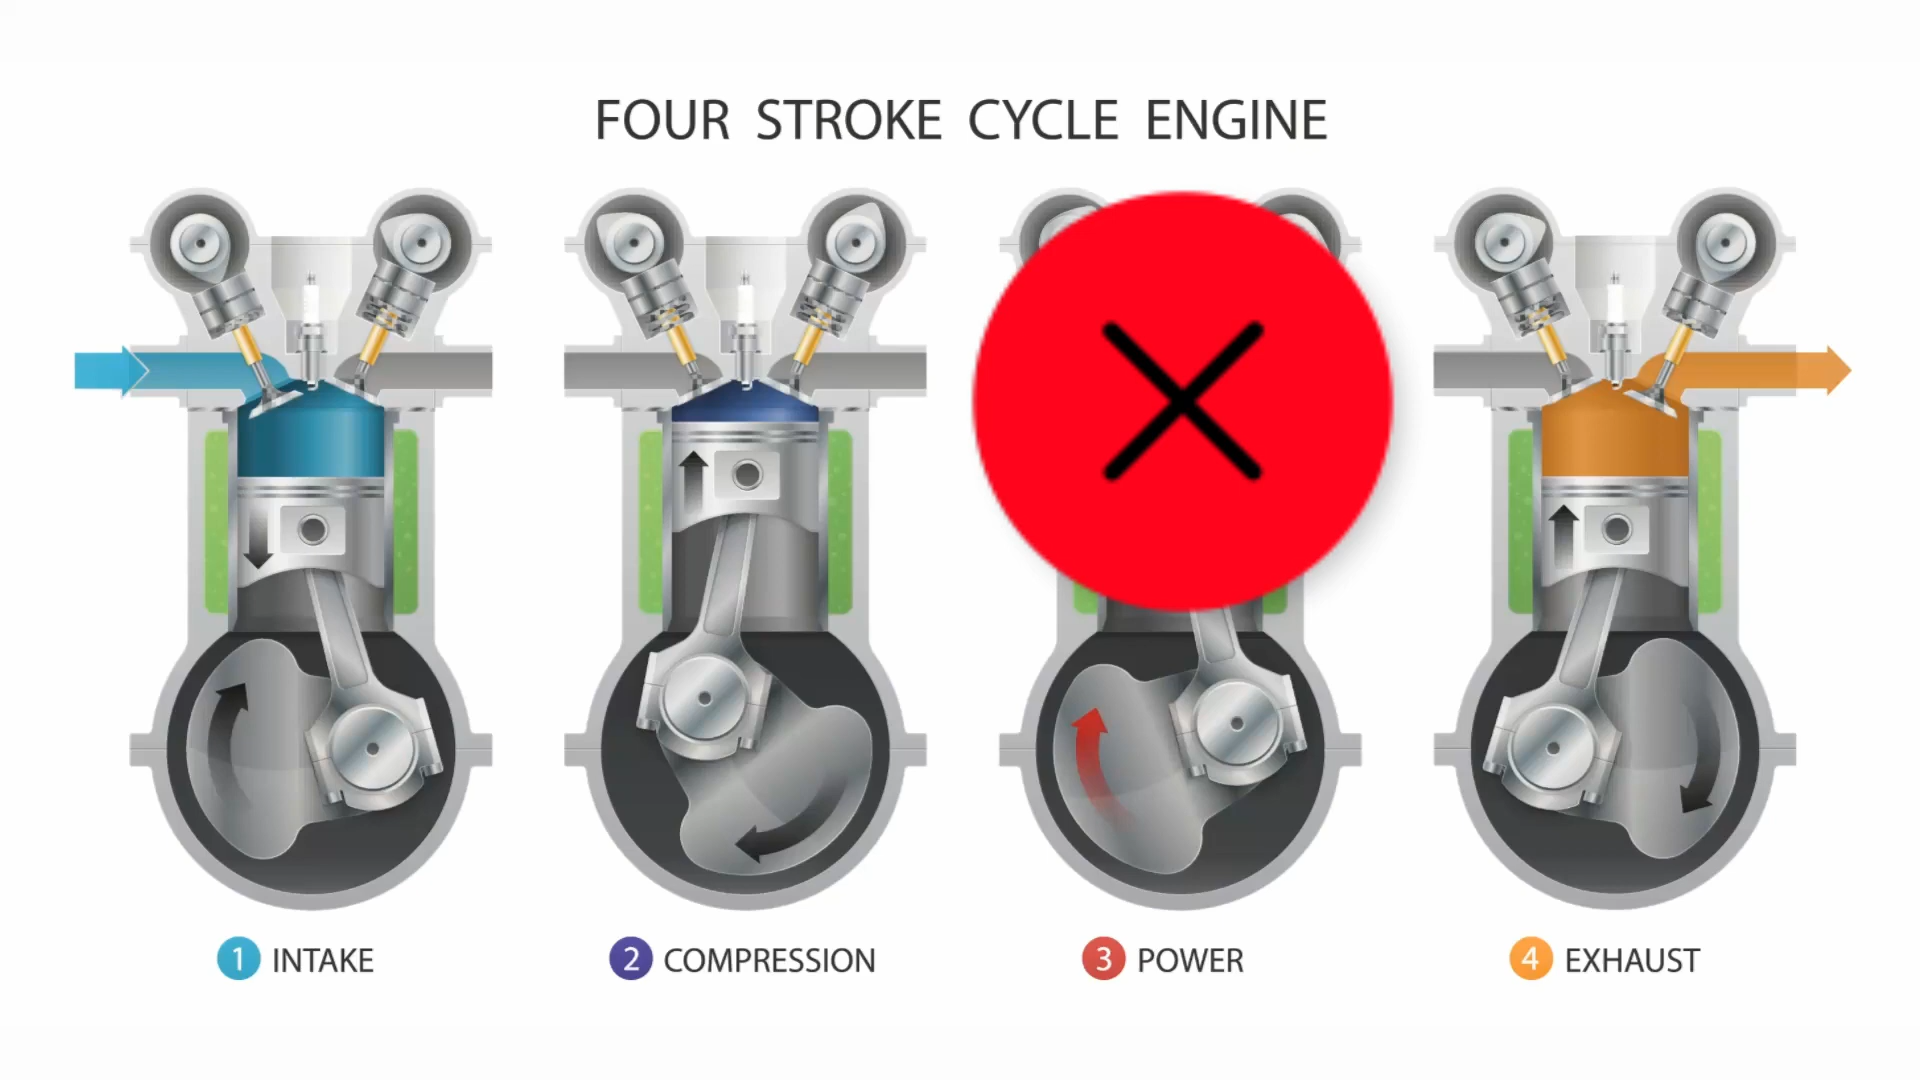 FOUR STROKE CYCLE ENGINE
1 INTAKE
2 COMPRESSION
3 POWER
4 EXHAUST